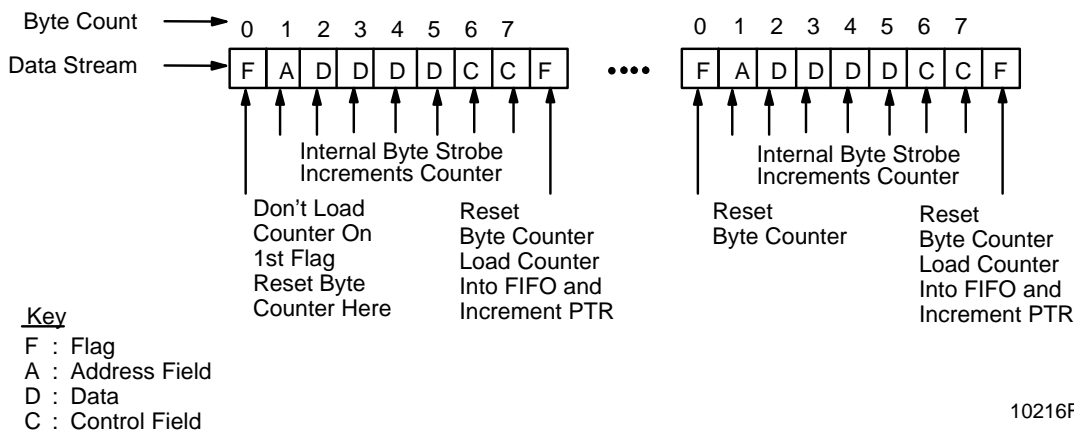 Byte Count 0 1 2 3 4 5 6 7 0 1 2 3 4 5 6 7
Data Stream F A D D D D C C F F A D D D D C C F
Internal Byte Strobe
Increments Counter
Internal Byte Strobe
Increments Counter
Don't Load
Counter On
1st Flag
Reset Byte
Counter Here
Reset
Byte Counter
Load Counter
Into FIFO and
Increment PTR
Reset
Byte Counter
Reset
Byte Counter
Load Counter
Into FIFO and
Increment PTR
Key
F : Flag
A : Address Field
D : Data
C : Control Field
10216F